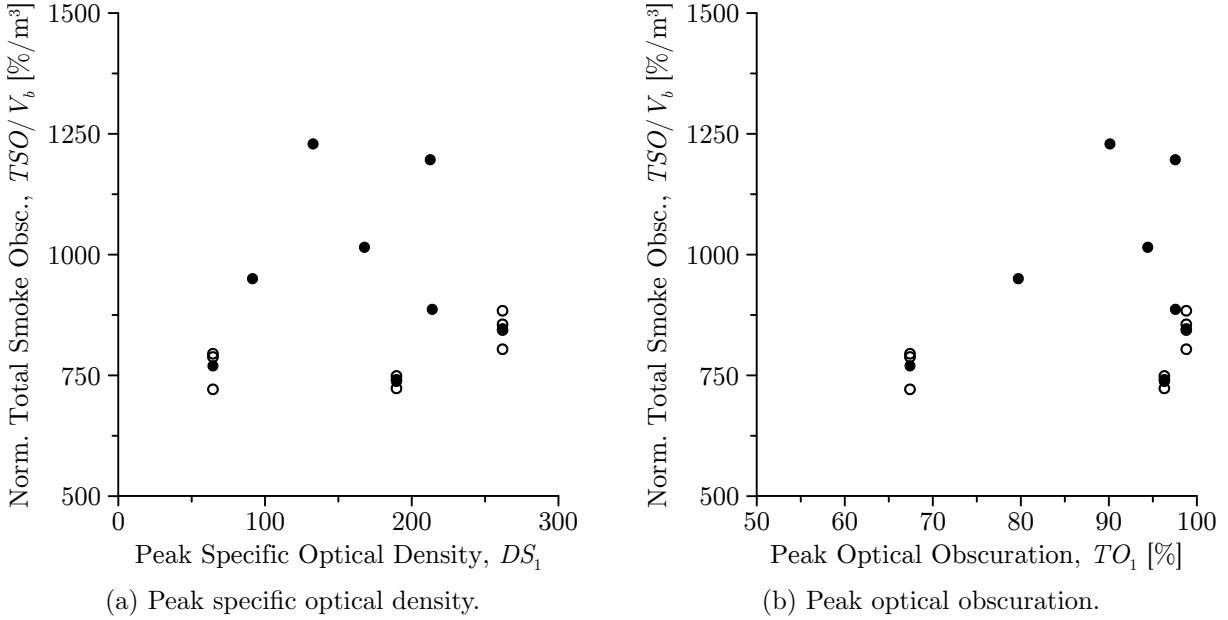 Norm. Total Smoke Obsc., TSO/V_b [%/m³]
1500
1250
1000
750
500
0 100 200 300
Peak Specific Optical Density, DS₁
(a) Peak specific optical density.
Norm. Total Smoke Obsc., TSO/V_b [%/m³]
1500
1250
1000
750
500
50 60 70 80 90 100
Peak Optical Obscuration, TO₁ [%]
(b) Peak optical obscuration.